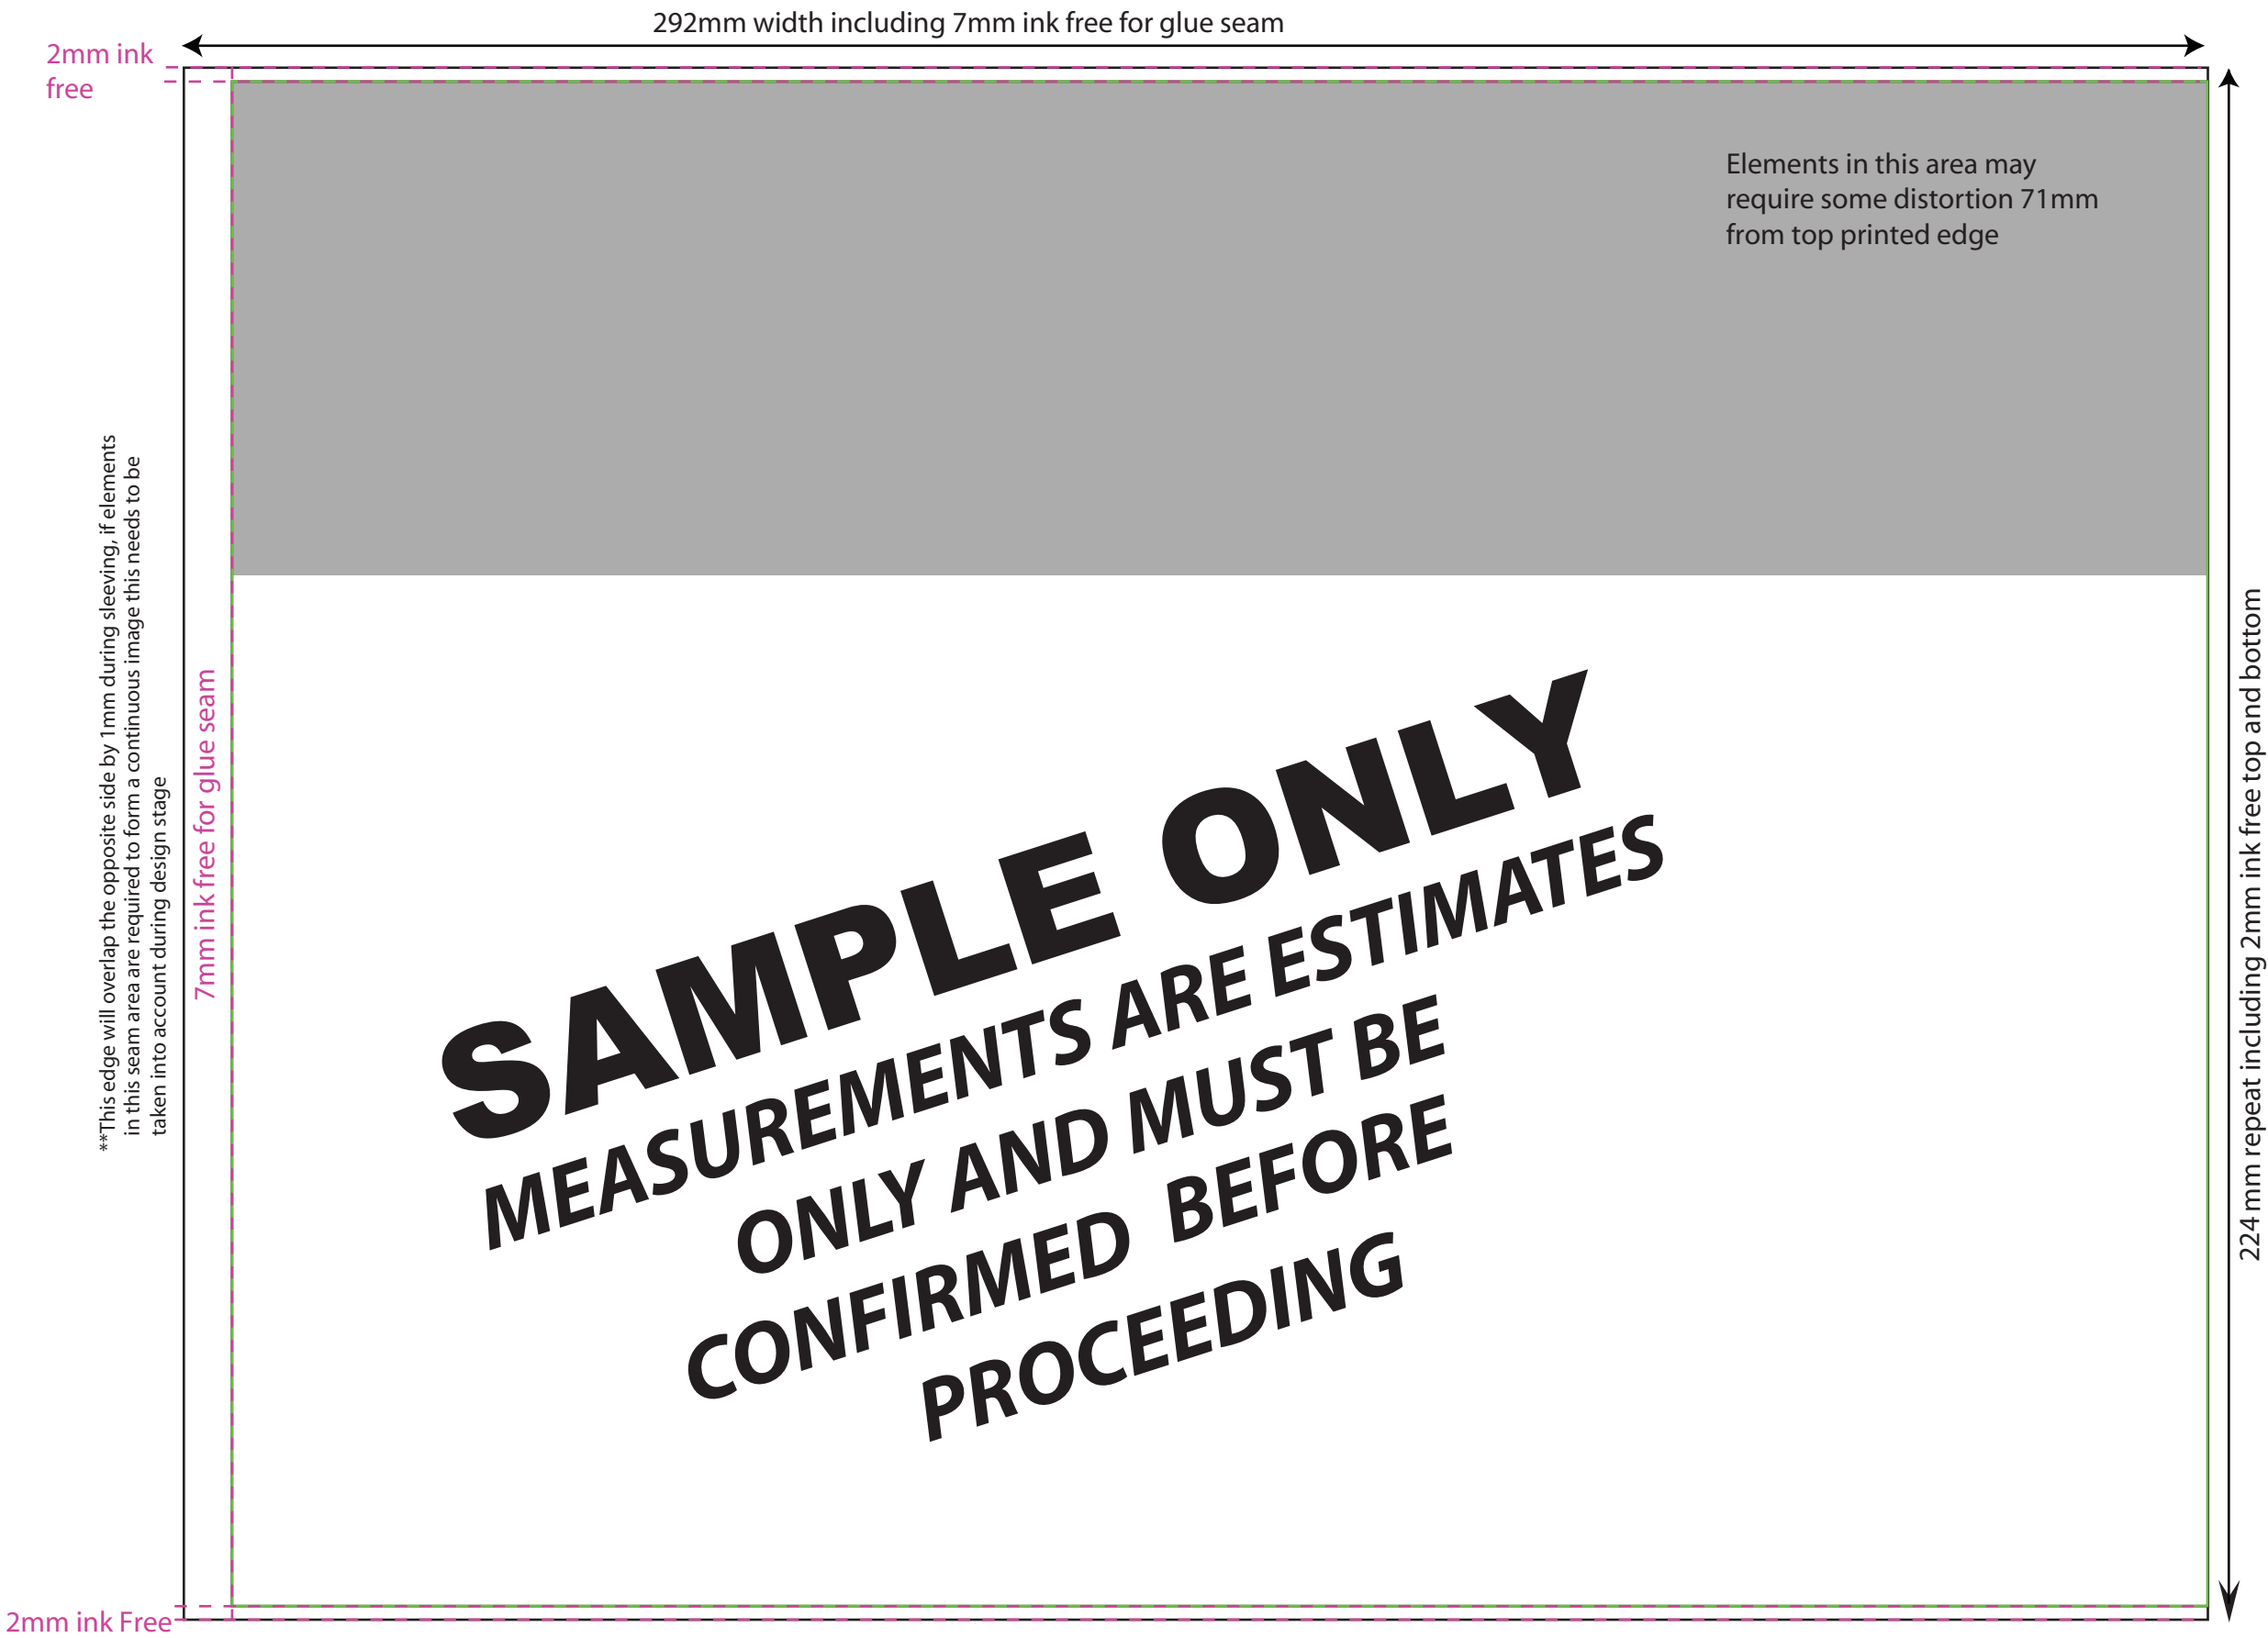 292mm width including 7mm ink free for glue seam
2mm ink
free
Elements in this area may
require some distortion 71mm
from top printed edge
**This edge will overlap the opposite side by 1mm during sleeving, if elements
in this seam area are required to form a continuous image this needs to be
taken into account during design stage
7mm ink free for glue seam
SAMPLE ONLY
MEASUREMENTS ARE ESTIMATES
ONLY AND MUST BE
CONFIRMED BEFORE
PROCEEDING
224mm repeat including 2mm ink free top and bottom
2mm ink Free